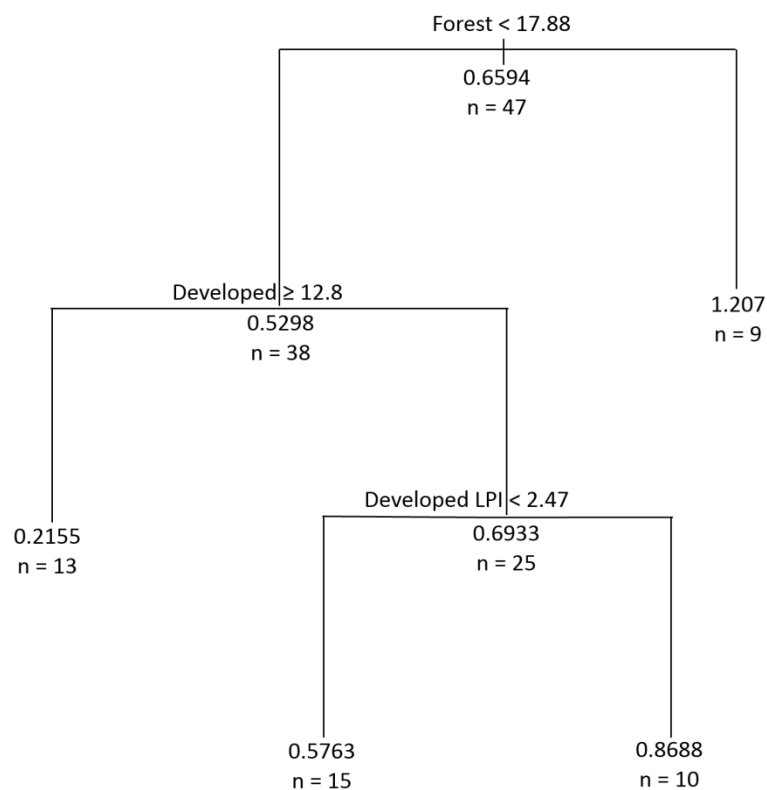 Forest < 17.88
0.6594
n = 47
Developed ≥ 12.8
0.5298
n = 38
1.207
n = 9
Developed LPI < 2.47
0.6933
n = 25
0.2155
n = 13
0.5763
n = 15
0.8688
n = 10